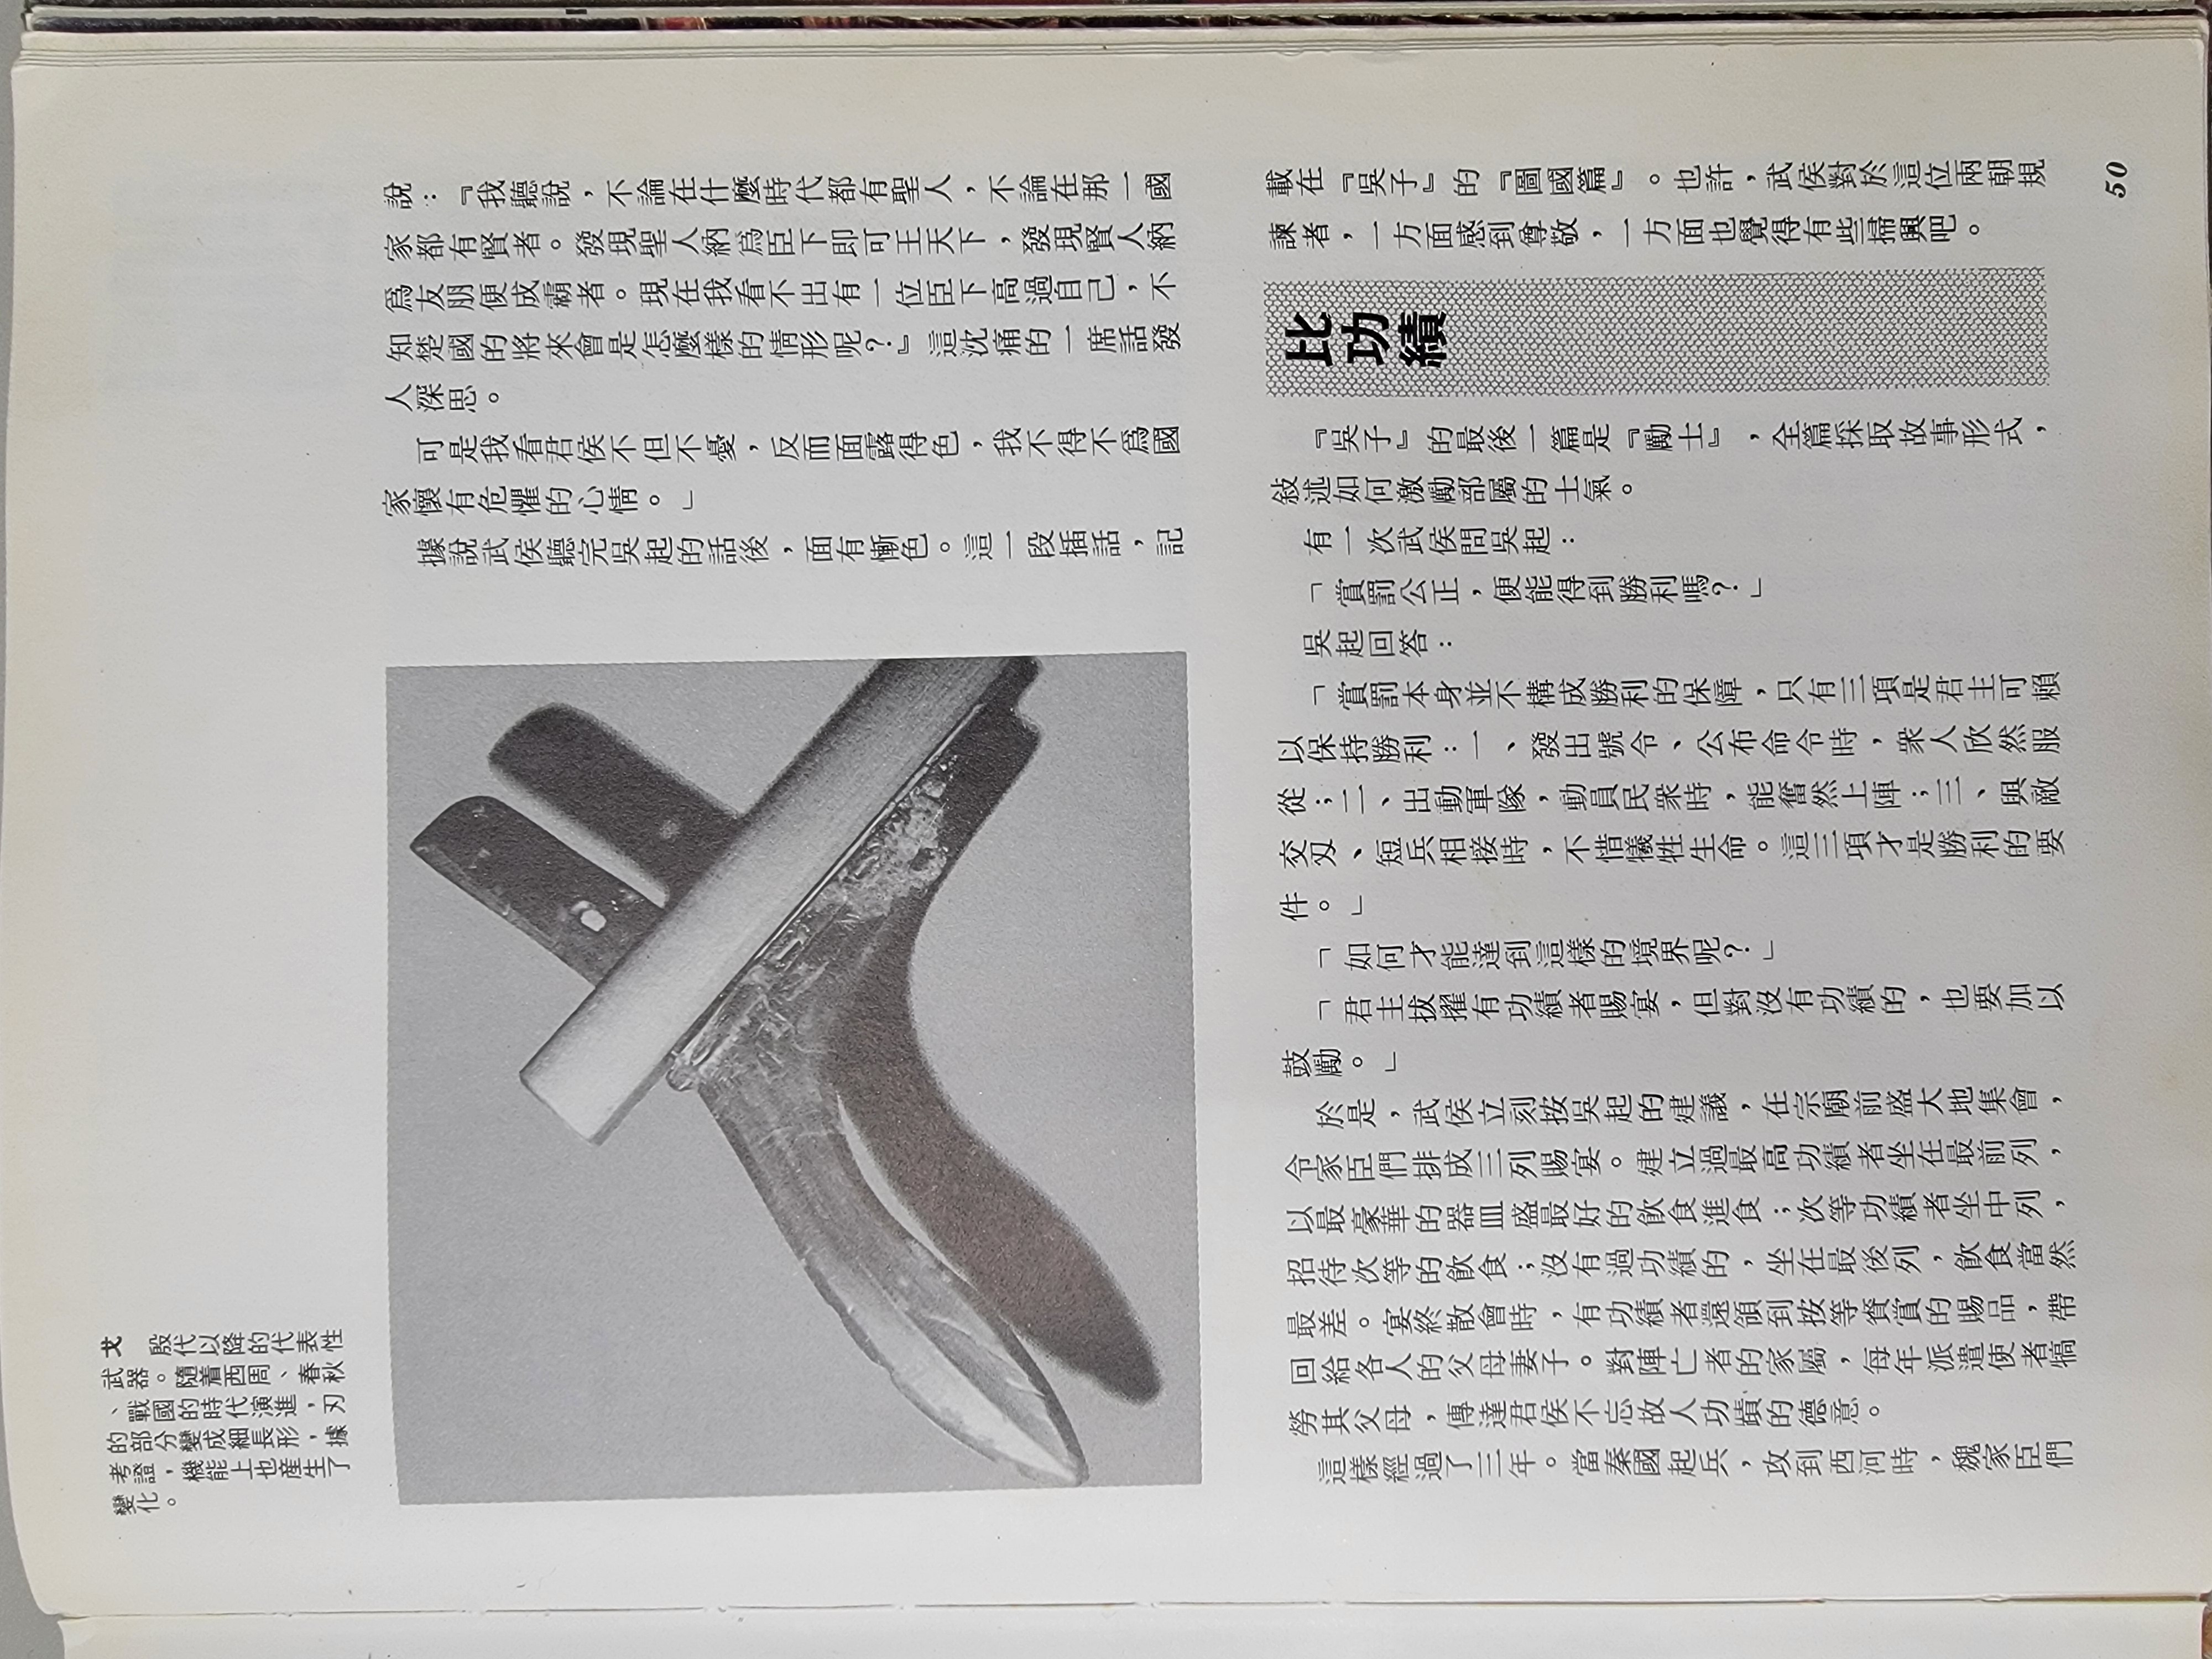 說：『我聽說，不論在什麼時代都有聖人，不論在那一國
家都有賢者。發現聖人納爲臣下即可王天下，發現賢人納
爲友朋便成霸者。現在我看不出有一位臣下高過自己，不
知楚國的將來會是怎麼樣的情形呢？』這沈痛的一席話發
人深思。
可是我看君侯不但不憂，反而面露得色，我不得不爲國
家懷有危懼的心情。」
據說武侯聽完吳起的話後，面有慚色。這一段插話，記
戈　殷代以降的代表性
武器。隨着西周、春秋
、戰國的時代演進，刃
的部分變成細長形，據
考證，機能上也産生了
變化。
載在『吳子』的『圖國篇』。也許，武侯對於這位兩朝規
諫者，一方面感到尊敬，一方面也覺得有些掃興吧。
比功績
『吳子』的最後一篇是『勵士』，全篇採取故事形式，
敍述如何激勵部屬的士氣。
有一次武侯問吳起：
「賞罰公正，便能得到勝利嗎？」
吳起回答：
「賞罰本身並不構成勝利的保障，只有三項是君主可賴
以保持勝利：一、發出號令、公布命令時，衆人欣然服
從；二、出動軍隊，動員民衆時，能奮然上陣；三、與敵
交刄、短兵相接時，不惜犧牲生命。這三項才是勝利的要
件。」
「如何才能達到這樣的境界呢？」
「君主拔擢有功績者賜宴，但對沒有功績的，也要加以
鼓勵。」
於是，武侯立刻按吳起的建議，在宗廟前盛大地集會，
令家臣們排成三列賜宴。建立過最高功績者坐在最前列，
以最豪華的器皿盛最好的飲食進食；次等功績者坐中列，
招待次等的飲食；沒有過功績的，坐在最後列，飲食當然
最差。宴終散會時，有功績者還領到按等賚賞的賜品，帶
回給各人的父母妻子。對陣亡者的家屬，每年派遣使者犒
勞其父母，傳達君侯不忘故人功蹟的德意。
這樣經過了三年。當秦國起兵，攻到西河時，魏家臣們
50